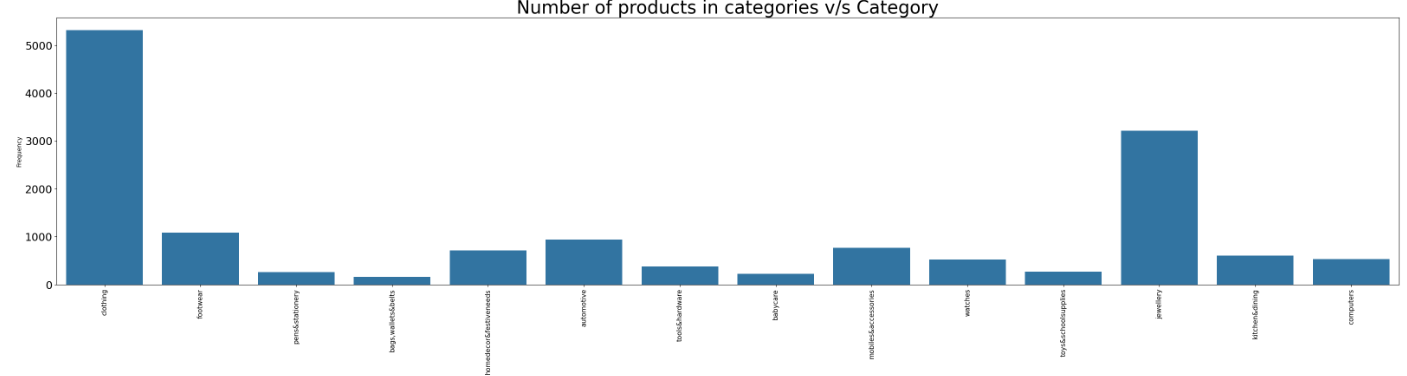 Number of products in categories v/s Category
5000
4000
3000
2000
1000
0
Frequency
clothing
footwear
pens&stationery
bags,wallets&belts
homedecor&festiveneeds
automotive
tools&hardware
babycare
mobiles&accessories
watches
toys&schoolsupplies
jewellery
kitchen&dining
computers